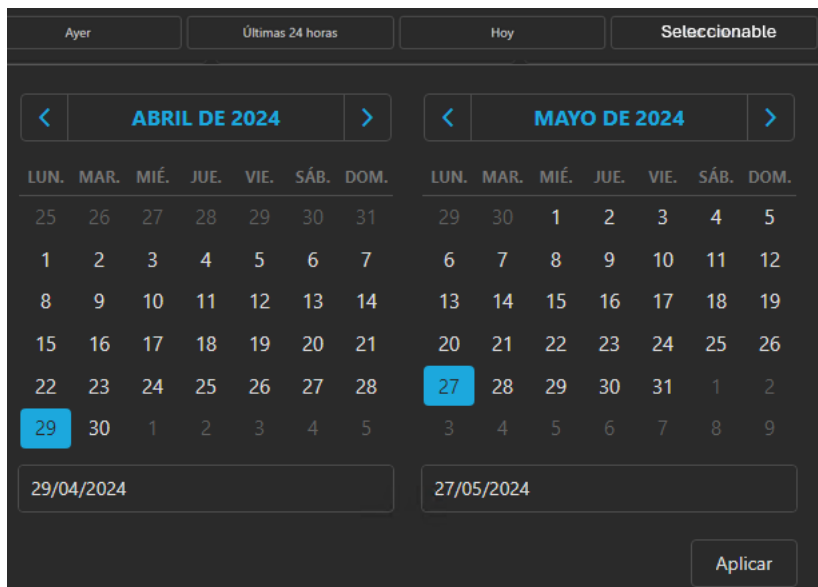 Ayer Últimas 24 horas Hoy Seleccionable
ABRIL DE 2024
LUN. MAR. MIÉ. JUE. VIE. SÁB. DOM.
25 26 27 28 29 30 31
1 2 3 4 5 6 7
8 9 10 11 12 13 14
15 16 17 18 19 20 21
22 23 24 25 26 27 28
29 30 1 2 3 4 5
29/04/2024
MAYO DE 2024
LUN. MAR. MIÉ. JUE. VIE. SÁB. DOM.
29 30 1 2 3 4 5
6 7 8 9 10 11 12
13 14 15 16 17 18 19
20 21 22 23 24 25 26
27 28 29 30 31 1 2
3 4 5 6 7 8 9
27/05/2024
Aplicar